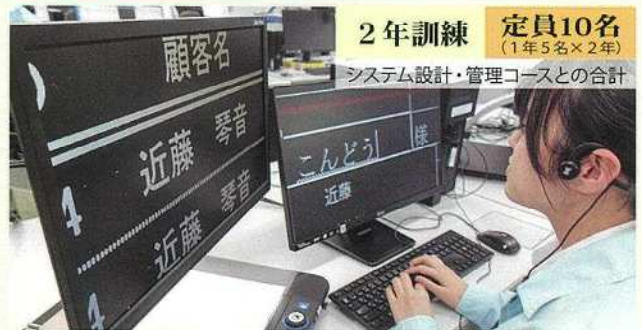 2年訓練
定員10名
(1年5名×2年)
システム設計・管理コースとの合計
顧客名
近藤 琴音
近藤 琴音
こんどう 様
近藤